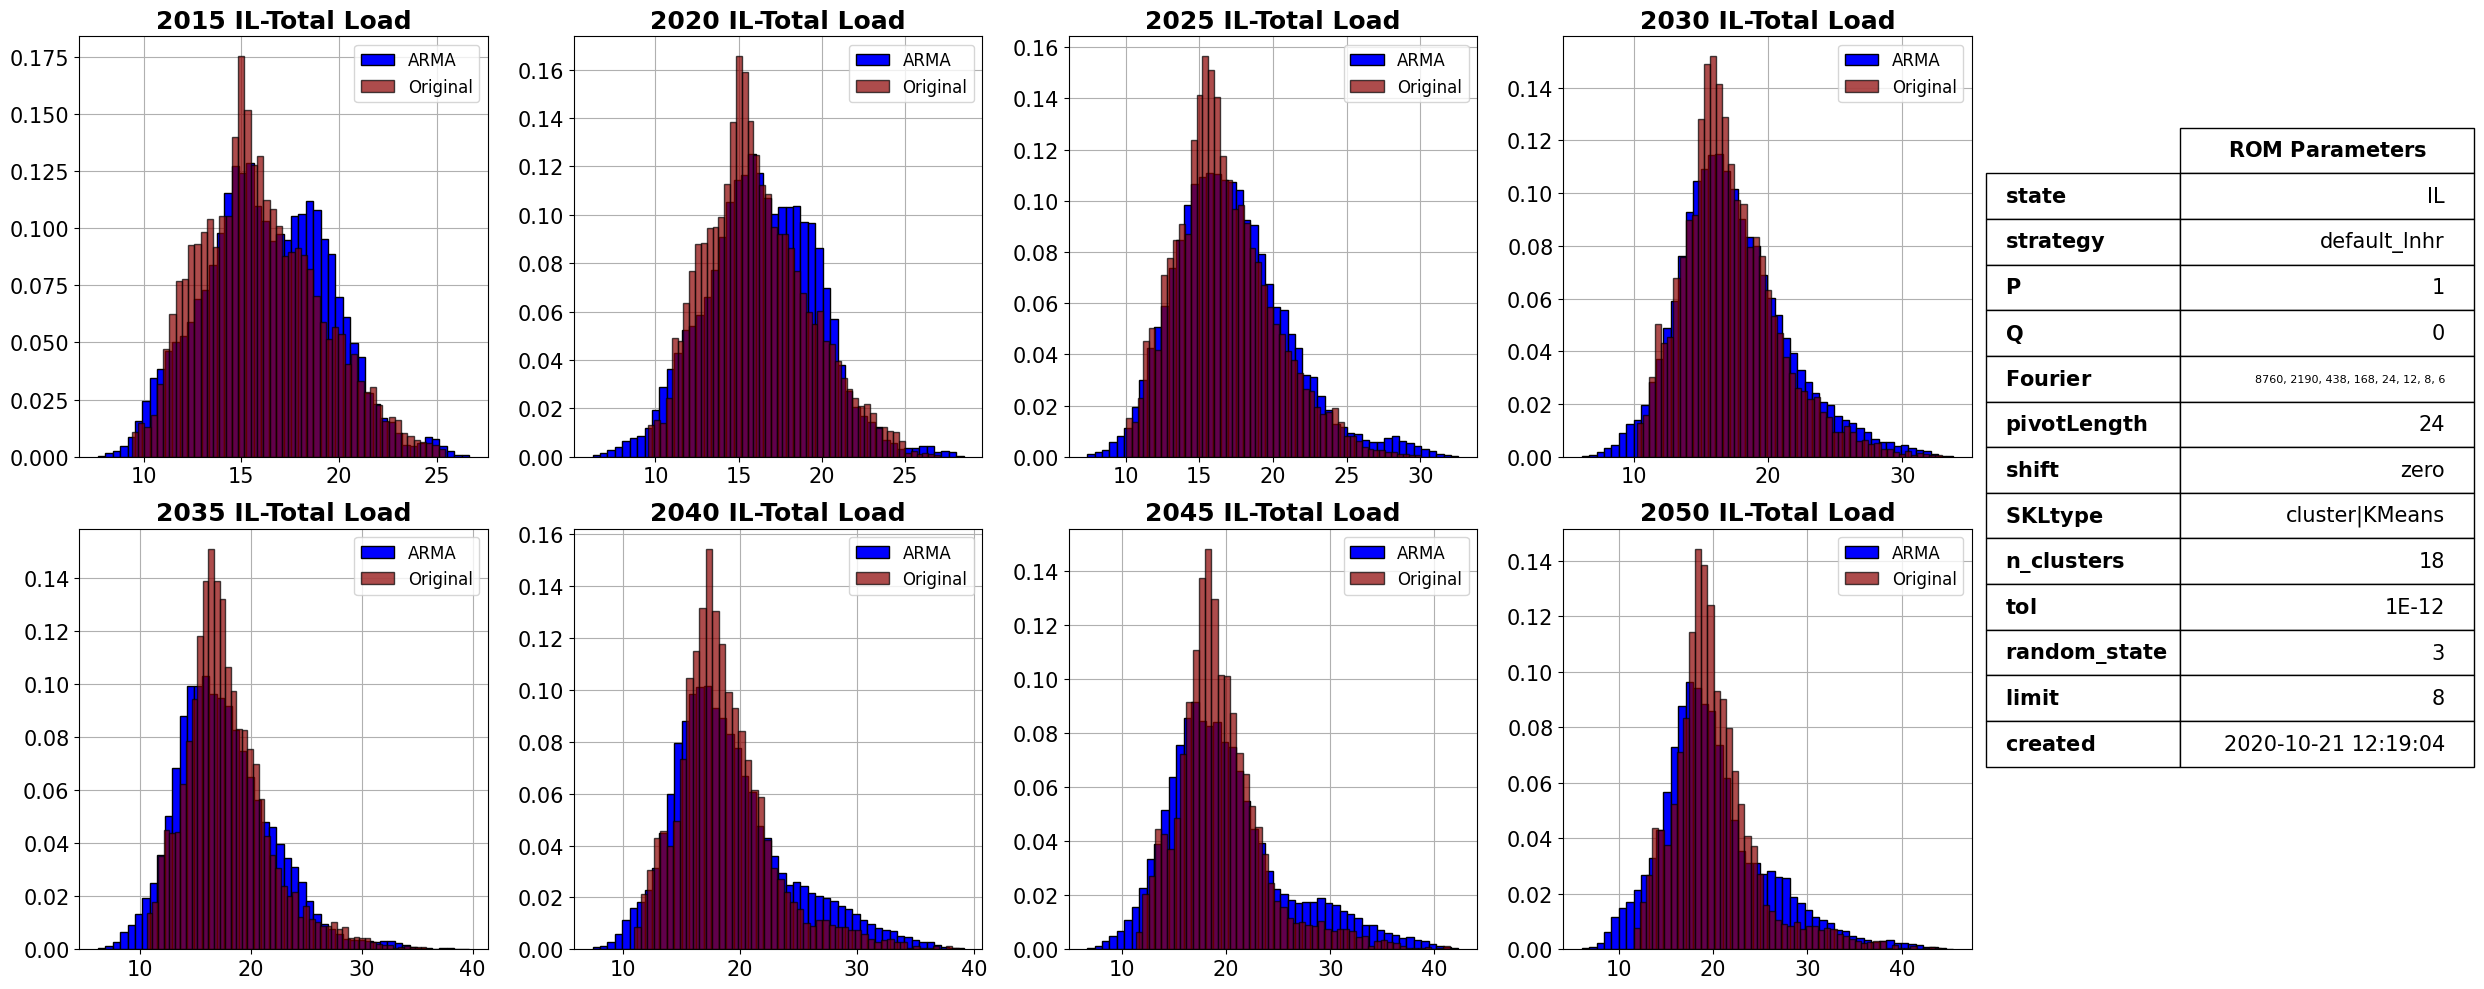 2015 IL-Total Load
0.175
0.150
0.125
0.100
0.075
0.050
0.025
0.000
10 15 20 25
ARMA
Original
2020 IL-Total Load
0.16
0.14
0.12
0.10
0.08
0.06
0.04
0.02
0.00
10 15 20 25
ARMA
Original
2025 IL-Total Load
0.16
0.14
0.12
0.10
0.08
0.06
0.04
0.02
0.00
10 15 20 25 30
ARMA
Original
2030 IL-Total Load
0.14
0.12
0.10
0.08
0.06
0.04
0.02
0.00
10 20 30
ARMA
Original
2035 IL-Total Load
0.14
0.12
0.10
0.08
0.06
0.04
0.02
0.00
10 20 30 40
ARMA
Original
2040 IL-Total Load
0.16
0.14
0.12
0.10
0.08
0.06
0.04
0.02
0.00
10 20 30 40
ARMA
Original
2045 IL-Total Load
0.14
0.12
0.10
0.08
0.06
0.04
0.02
0.00
10 20 30 40
ARMA
Original
2050 IL-Total Load
0.14
0.12
0.10
0.08
0.06
0.04
0.02
0.00
10 20 30 40
ARMA
Original
ROM Parameters
state IL
strategy default_lnhr
P 1
Q 0
Fourier 8760, 2190, 438, 168, 24, 12, 8, 6
pivotLength 24
shift zero
SKLtype cluster|KMeans
n_clusters 18
tol 1E-12
random_state 3
limit 8
created 2020-10-21 12:19:04